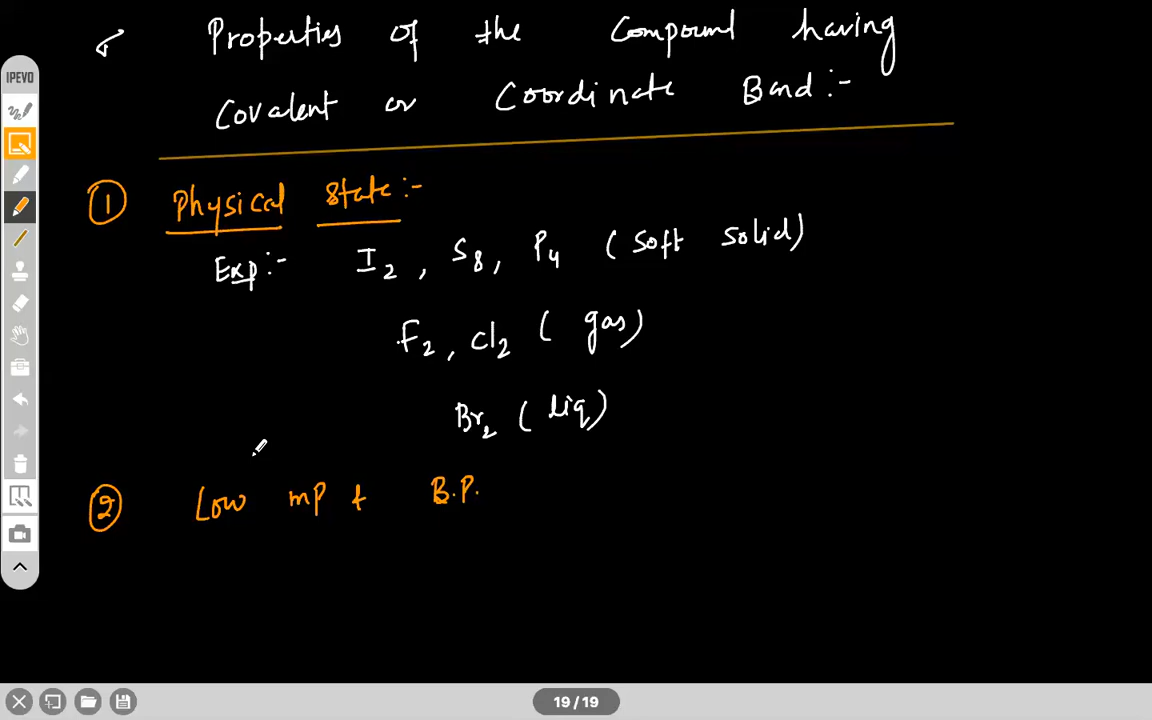 Properties of the Compound having
Covalent or Coordinate Bond :-
① Physical State :-
Exp :- I2 , S8 , P4 (Soft solid)
F2 , Cl2 ( gas)
Br2 ( liq)
② Low mp & B.P.
IPEVO
19 / 19